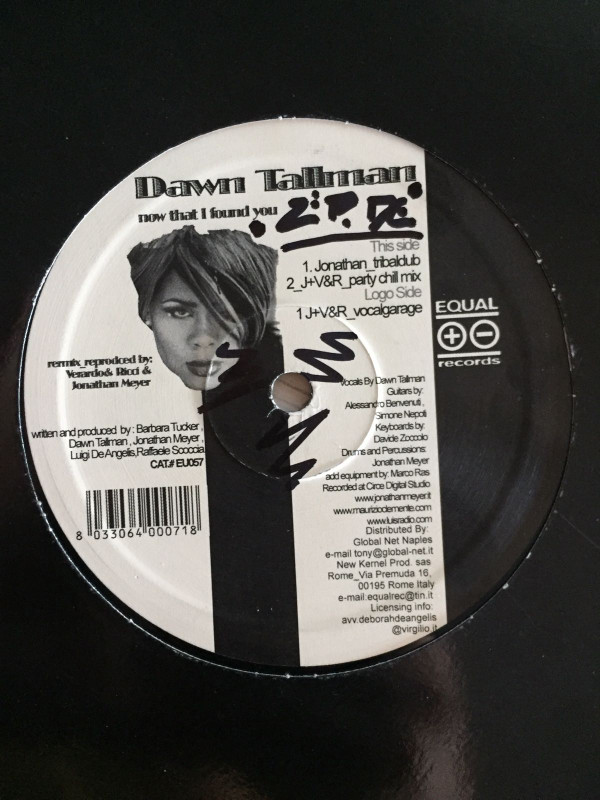 Dawn Tallman
now that I found you
This side
1. Jonathan_tribaldub
2_J+V&R_party chill mix
Logo Side
1 J+V&R_vocalgarage
EQUAL
records
remix_reprodced by:
Verardo& Ricci &
Jonathan Meyer
written and produced by: Barbara Tucker,
Dawn Tallman, Jonathan Meyer,
Luigi De Angelis,Raffaele Scoccia
CAT.# EU057
8 033064 000718
Vocals By Dawn Tallman
Guitars by:
Alessandro Benvenuti,
Simone Nepoli
Keyboards by:
Davide Zoccolo
Drums and Percussions:
Jonathan Meyer
add equipment by: Marco Ras
Recorded at Circe Digital Studio
www.jonathanmeyer.it
www.mauriziodemente.com
www.luisradio.com
Distributed By:
Global Net Naples
e-mail tony@global-net.it
New Kernel Prod. sas
Rome_Via Premuda 16,
00195 Rome Italy
e-mail.equalrec@tin.it
Licensing info:
avv.deborahdeangelis
@virgilio.it